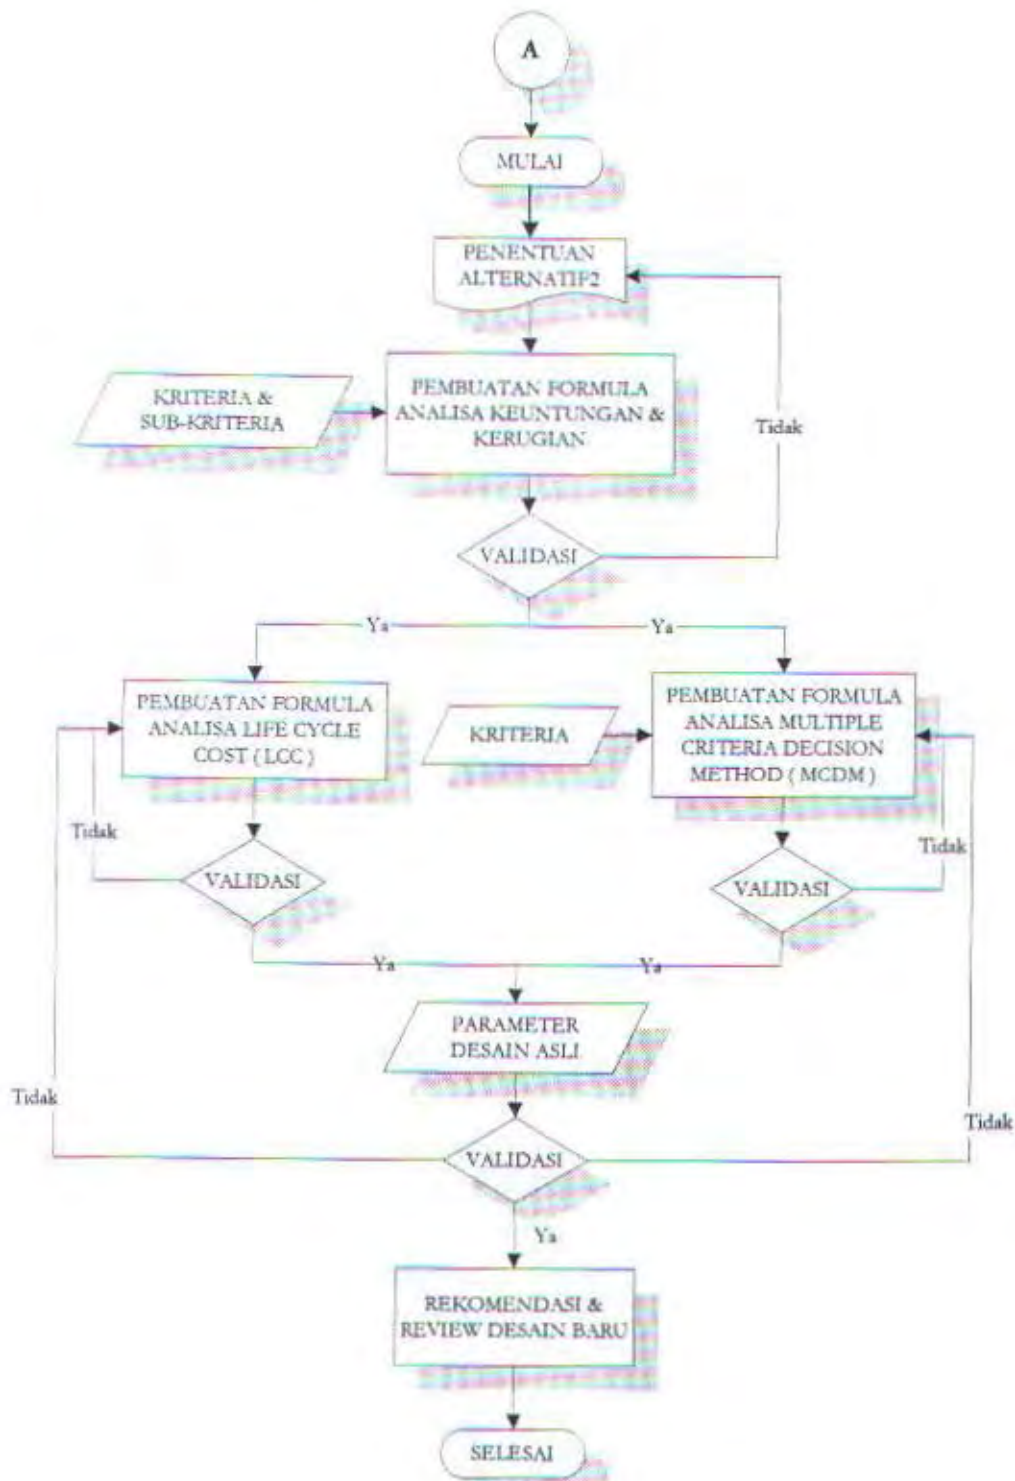 A
MULAI
PENENTUAN
ALTERNATIF2
KRITERIA &
SUB-KRITERIA
PEMBUATAN FORMULA
ANALISA KEUNTUNGAN &
KERUGIAN
Tidak
VALIDASI
Ya
Ya
PEMBUATAN FORMULA
ANALISA LIFE CYCLE
COST ( LCC )
KRITERIA
PEMBUATAN FORMULA
ANALISA MULTIPLE
CRITERIA DECISION
METHOD ( MCDM )
Tidak
VALIDASI
Tidak
VALIDASI
Ya
Ya
PARAMETER
DESAIN ASLI
Tidak
Tidak
VALIDASI
Ya
REKOMENDASI &
REVIEW DESAIN BARU
SELESAI